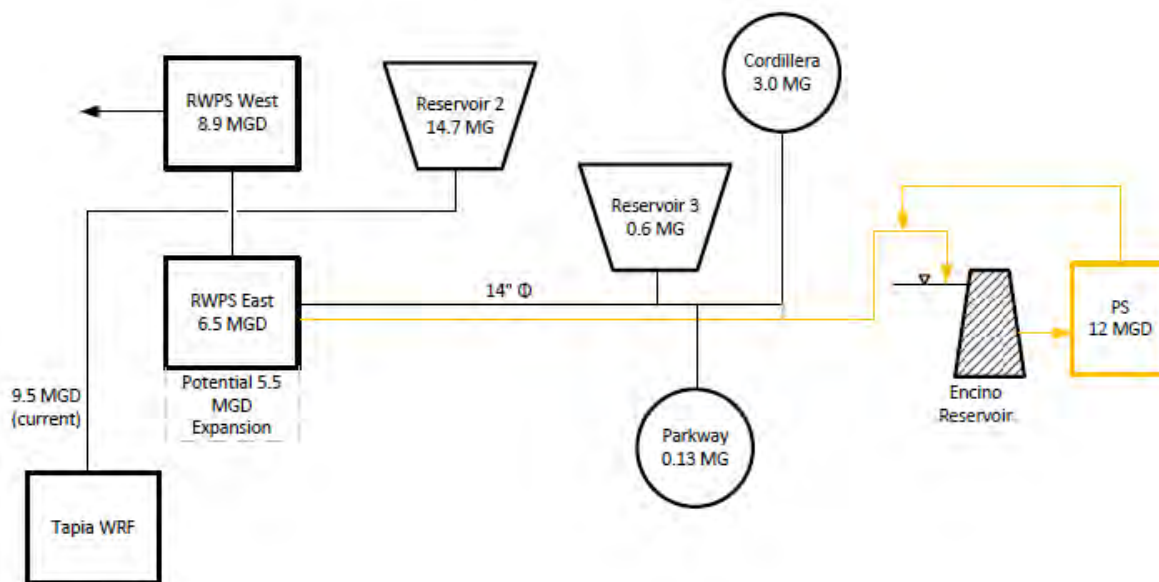 Cordillera
3.0 MG
RWPS West
8.9 MGD
Reservoir 2
14.7 MG
Reservoir 3
0.6 MG
RWPS East
6.5 MGD
14" Φ
PS
12 MGD
Potential 5.5
MGD
Expansion
9.5 MGD
(current)
Encino
Reservoir
Parkway
0.13 MG
Tapia WRF